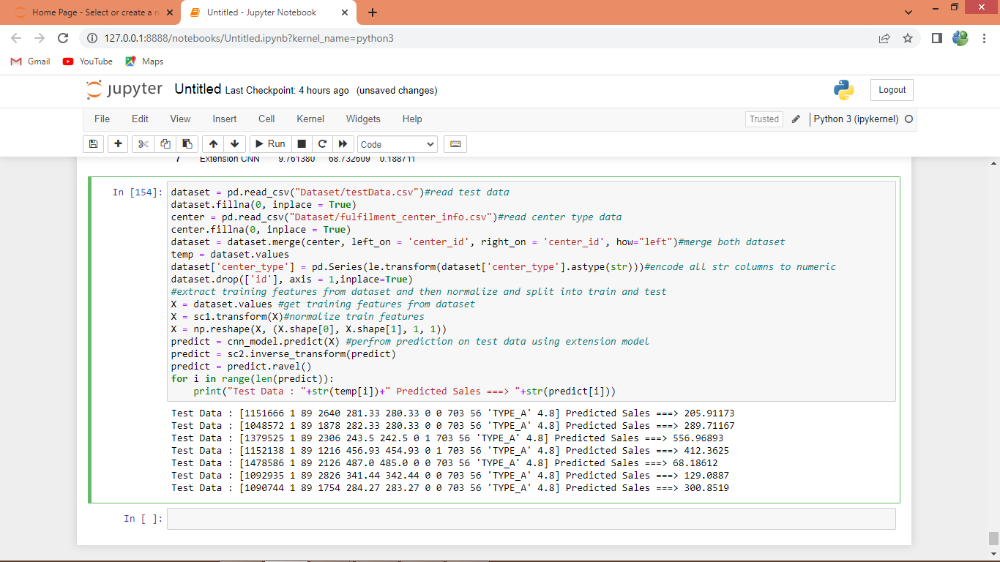 Home Page - Select or create a n
Untitled - Jupyter Notebook
127.0.0.1:8888/notebooks/Untitled.ipynb?kernel_name=python3
Gmail YouTube Maps
jupyter Untitled Last Checkpoint: 4 hours ago (unsaved changes)
Logout
File Edit View Insert Cell Kernel Widgets Help
Trusted Python 3 (ipykernel)
Run Code
7 Extension CNN 9.761380 68.732609 0.188711
In [154]: dataset = pd.read_csv("Dataset/testData.csv")#read test data
dataset.fillna(0, inplace = True)
center = pd.read_csv("Dataset/fulfilment_center_info.csv")#read center type data
center.fillna(0, inplace = True)
dataset = dataset.merge(center, left_on = 'center_id', right_on = 'center_id', how="left")#merge both dataset
temp = dataset.values
dataset['center_type'] = pd.Series(le.transform(dataset['center_type'].astype(str)))#encode all str columns to numeric
dataset.drop(['id'], axis = 1,inplace=True)
#extract training features from dataset and then normalize and split into train and test
X = dataset.values #get training features from dataset
X = sc1.transform(X)#normalize train features
X = np.reshape(X, (X.shape[0], X.shape[1], 1, 1))
predict = cnn_model.predict(X) #perfrom prediction on test data using extension model
predict = sc2.inverse_transform(predict)
predict = predict.ravel()
for i in range(len(predict)):
    print("Test Data : "+str(temp[i])+" Predicted Sales ===> "+str(predict[i]))
Test Data : [1151666 1 89 2640 281.33 280.33 0 0 703 56 'TYPE_A' 4.8] Predicted Sales ===> 205.91173
Test Data : [1048572 1 89 1878 282.33 280.33 0 0 703 56 'TYPE_A' 4.8] Predicted Sales ===> 289.71167
Test Data : [1379525 1 89 2306 243.5 242.5 0 1 703 56 'TYPE_A' 4.8] Predicted Sales ===> 556.96893
Test Data : [1152138 1 89 1216 456.93 454.93 0 1 703 56 'TYPE_A' 4.8] Predicted Sales ===> 412.3625
Test Data : [1478586 1 89 2126 487.0 485.0 0 0 703 56 'TYPE_A' 4.8] Predicted Sales ===> 68.18612
Test Data : [1092935 1 89 2826 341.44 342.44 0 0 703 56 'TYPE_A' 4.8] Predicted Sales ===> 129.0887
Test Data : [1090744 1 89 1754 284.27 283.27 0 0 703 56 'TYPE_A' 4.8] Predicted Sales ===> 300.8519
In [ ]: